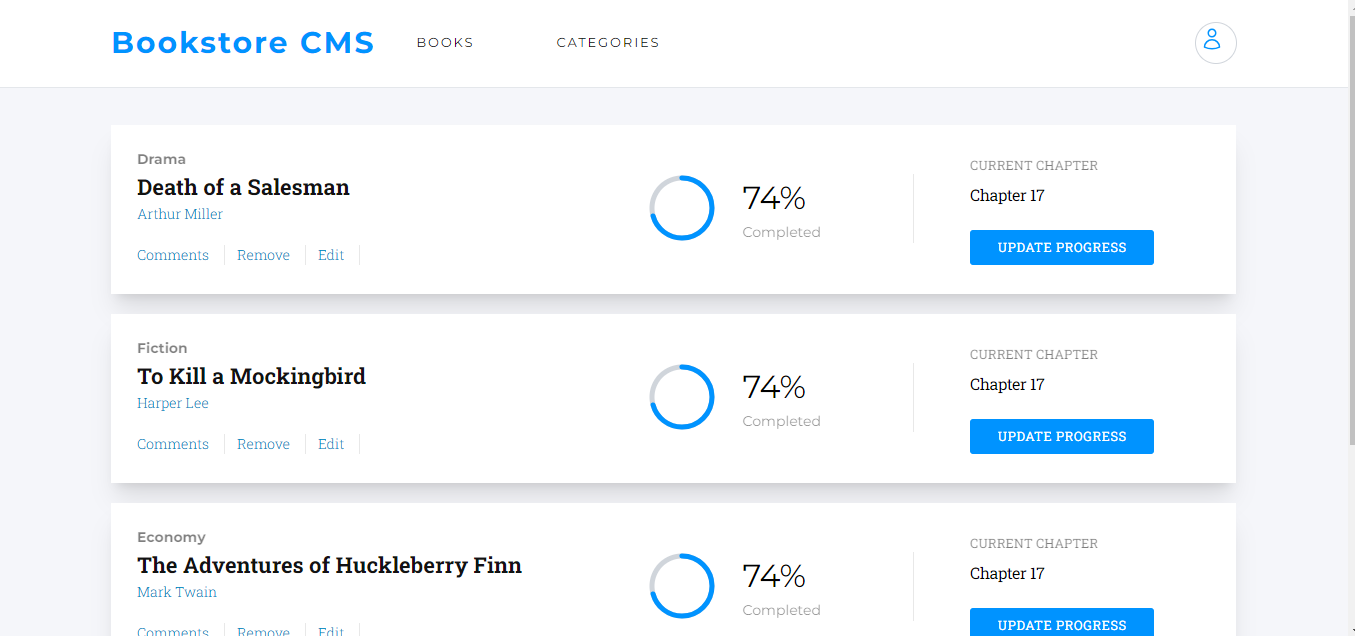 Bookstore CMS BOOKS CATEGORIES
Drama
Death of a Salesman
Arthur Miller
Comments Remove Edit
74%
Completed
CURRENT CHAPTER
Chapter 17
UPDATE PROGRESS
Fiction
To Kill a Mockingbird
Harper Lee
Comments Remove Edit
74%
Completed
CURRENT CHAPTER
Chapter 17
UPDATE PROGRESS
Economy
The Adventures of Huckleberry Finn
Mark Twain
Comments Remove Edit
74%
Completed
CURRENT CHAPTER
Chapter 17
UPDATE PROGRESS